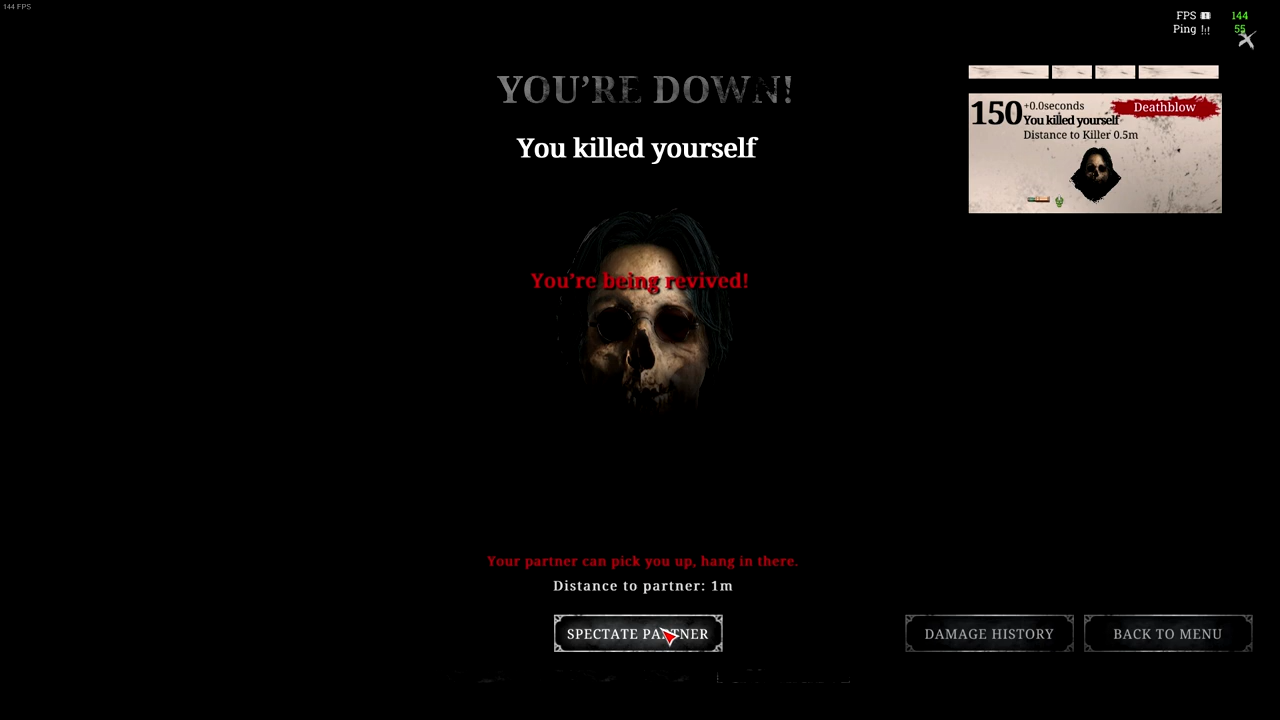 144 FPS
FPS 144
Ping 55
YOU'RE DOWN!
You killed yourself
150
+0.0seconds
Deathblow
You killed yourself
Distance to Killer 0.5m
You're being revived!
Your partner can pick you up, hang in there.
Distance to partner: 1m
SPECTATE PARTNER
DAMAGE HISTORY
BACK TO MENU